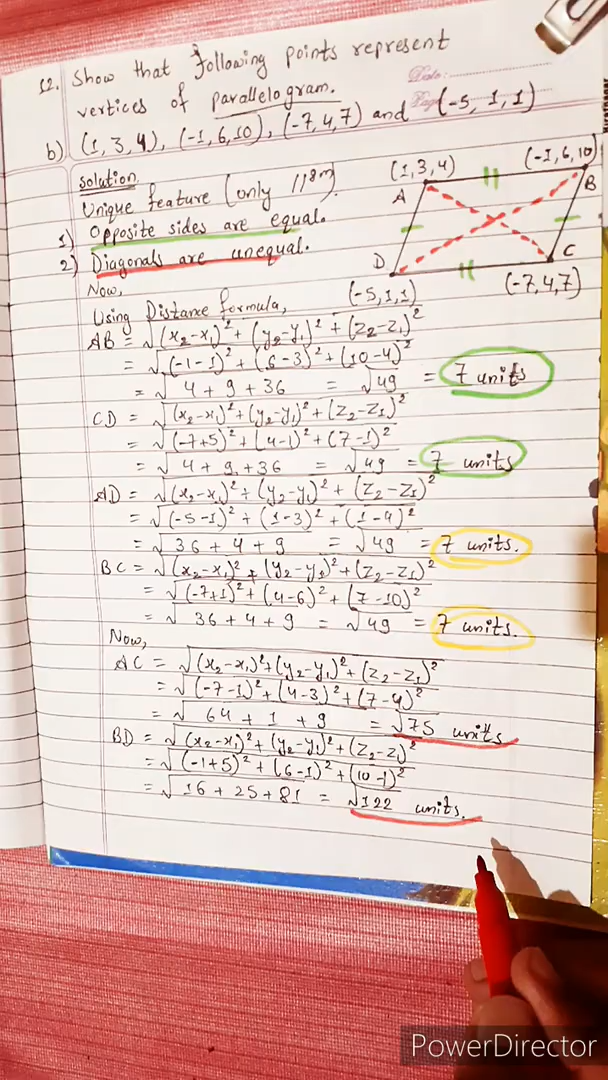 12. Show that following points represent
vertices of parallelogram.
Date:
Page:
b) (1, 3, 4), (-1, 6, 10), (-7, 4, 7) and (-5, 1, 1)
solution
Unique feature (only ||gm).
1) Opposite sides are equal.
2) Diagonals are unequal.
(1,3,4)
(-1,6,10)
A
B
D
C
(-5,1,1)
(-7,4,7)
Now,
Using Distance formula,
AB = √(x₂-x₁)²+(y₂-y₁)²+(z₂-z₁)²
= √(-1-1)²+(6-3)²+(10-4)²
= √4+9+36 = √49 = 7 units
CD = √(x₂-x₁)²+(y₂-y₁)²+(z₂-z₁)²
= √(-7+5)²+(4-1)²+(7-1)²
= √4+9+36 = √49 = 7 units
AD = √(x₂-x₁)²+(y₂-y₁)²+(z₂-z₁)²
= √(-5-1)²+(1-3)²+(1-4)²
= √36+4+9 = √49 = 7 units.
BC = √(x₂-x₁)²+(y₂-y₁)²+(z₂-z₁)²
= √(-7+1)²+(4-6)²+(7-10)²
= √36+4+9 = √49 = 7 units.
Now,
AC = √(x₂-x₁)²+(y₂-y₁)²+(z₂-z₁)²
= √(-7-1)²+(4-3)²+(7-4)²
= √64+1+9 = √75 units
BD = √(x₂-x₁)²+(y₂-y₁)²+(z₂-z₁)²
= √(-1+5)²+(6-1)²+(10-1)²
= √16+25+81 = √122 units.
PowerDirector